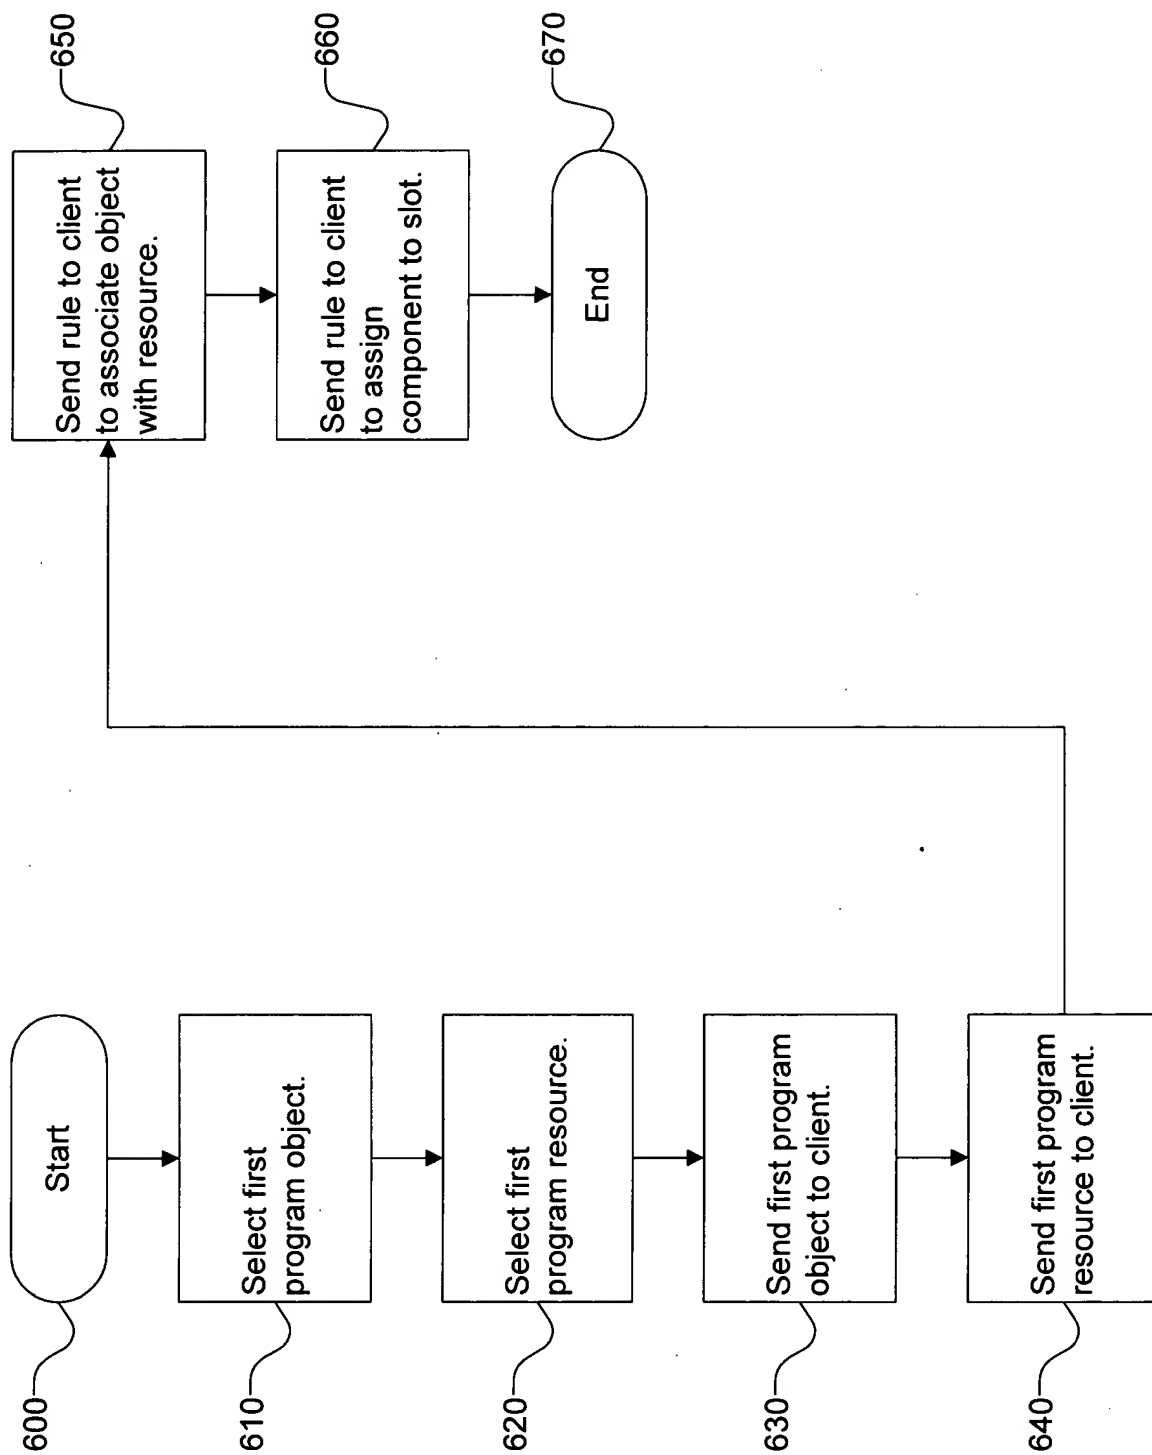 600
Start
610
Select first
program object.
620
Select first
program resource.
630
Send first program
object to client.
640
Send first program
resource to client.
650
Send rule to client
to associate object
with resource.
660
Send rule to client
to assign
component to slot.
670
End